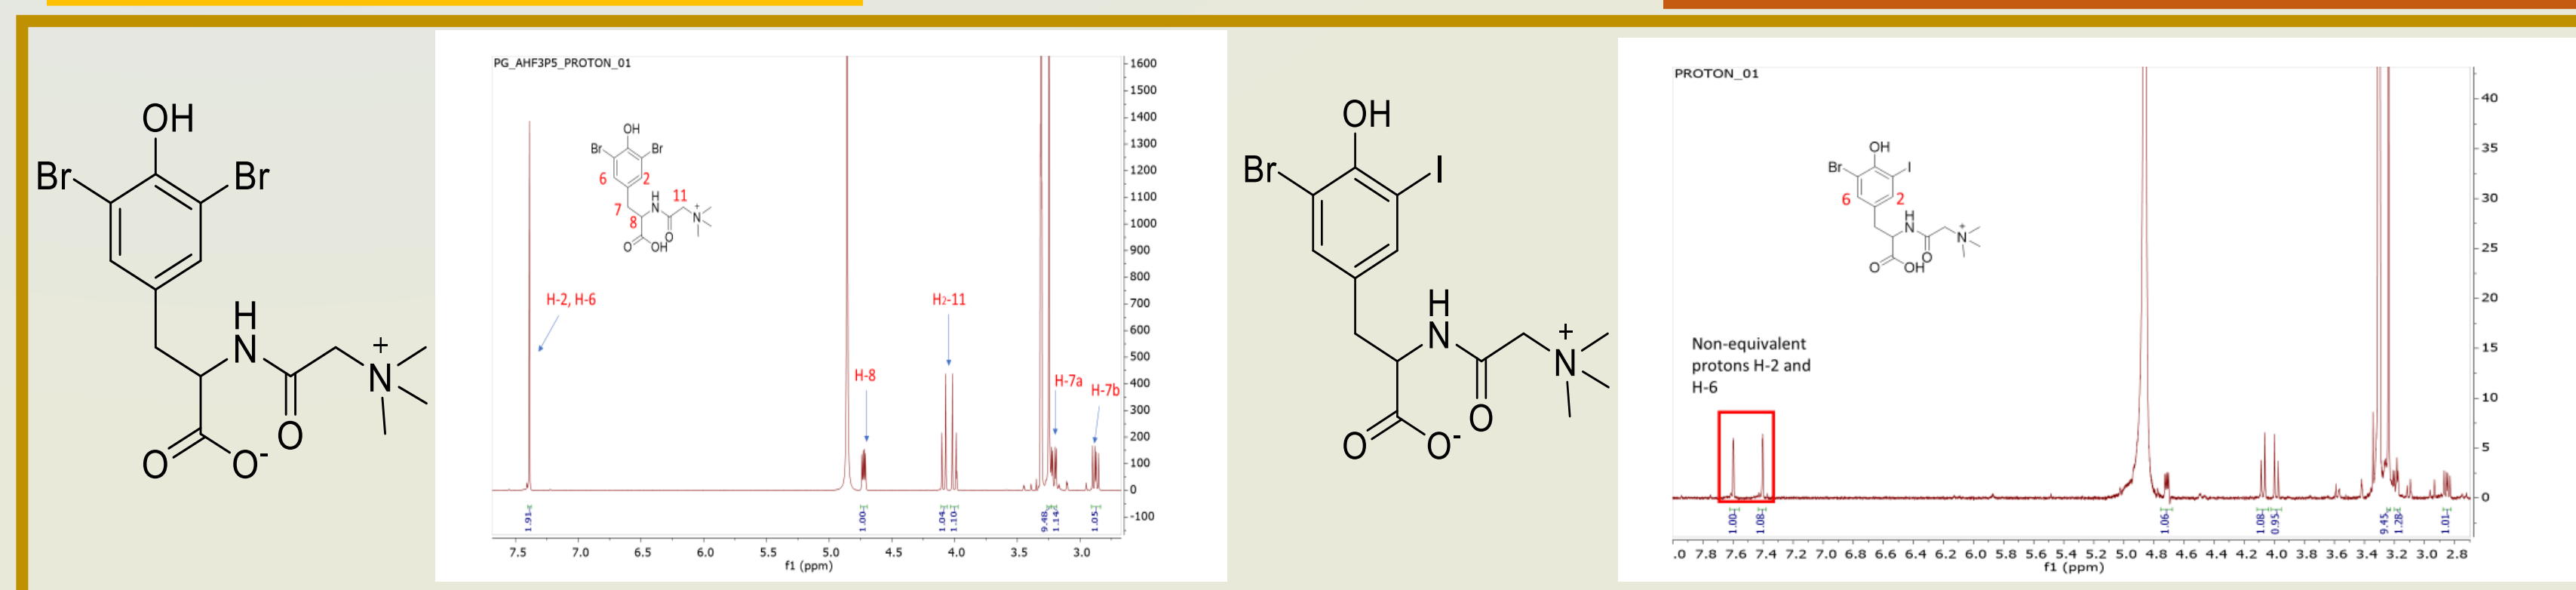 OH
Br
Br
H
N
+
N
O
O
O-
PG_AHF3P5_PROTON_01
1600
1500
1400
1300
1200
1100
1000
900
800
700
600
500
400
300
200
100
0
-100
OH
Br
Br
6
2
7
H
N
11
+
N
8
O
O
OH
H-2, H-6
H-8
H2-11
H-7a
H-7b
1.91
1.00
1.04
1.10
9.48
1.14
1.05
7.5 7.0 6.5 6.0 5.5 5.0 4.5 4.0 3.5 3.0
f1 (ppm)
OH
Br
I
H
N
+
N
O
O
O-
PROTON_01
40
35
30
25
20
15
10
5
0
OH
Br
I
6
2
H
N
+
N
O
O
OH
Non-equivalent
protons H-2 and
H-6
1.00
1.08
1.06
1.08
0.95
9.45
1.28
1.01
.0 7.8 7.6 7.4 7.2 7.0 6.8 6.6 6.4 6.2 6.0 5.8 5.6 5.4 5.2 5.0 4.8 4.6 4.4 4.2 4.0 3.8 3.6 3.4 3.2 3.0 2.8
f1 (ppm)